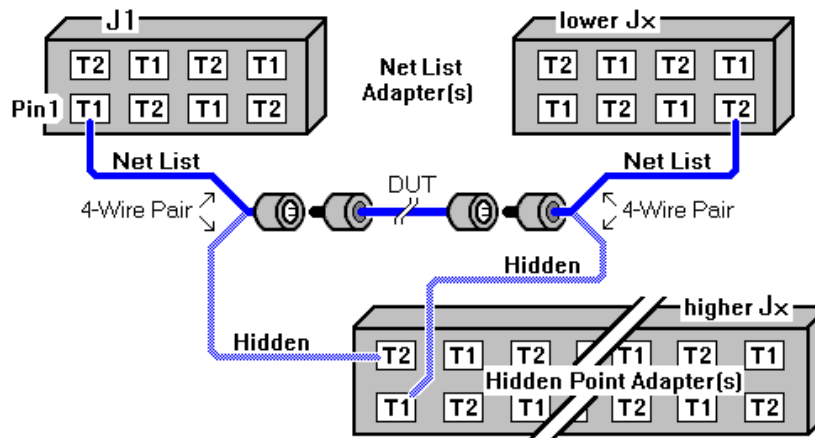 J1
lower Jx
T2 T1 T2 T1
Net List
Adapter(s)
T2 T1 T2 T1
Pin1
T1 T2 T1 T2
T1 T2 T1 T2
Net List
Net List
4-Wire Pair
DUT
4-Wire Pair
Hidden
higher Jx
Hidden
T2 T1 T2 T1 T2 T1
Hidden Point Adapter(s)
T1 T2 T1 T2 T1 T2